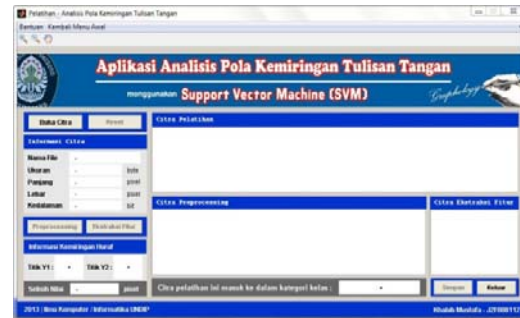 Pelatihan - Analisis Pola Kemiringan Tulisan Tangan
Bantuan Kembali Menu Awal
Aplikasi Analisis Pola Kemiringan Tulisan Tangan
menggunakan Support Vector Machine (SVM)
Graphology
Buka Citra Reset
Informasi Citra
Nama File -
Ukuran - byte
Panjang - pixel
Lebar - pixel
Kedalaman - bit
Preprocessing Ekstraksi Fitur
Informasi Kemiringan Huruf
Titik Y1 : - Titik Y2 : -
Selisih Nilai - pixel
Citra Pelatihan
Citra Preprocessing
Citra Ekstraksi Fitur
Citra pelatihan ini masuk ke dalam kategori kelas : -
Simpan Keluar
2013 | Ilmu Komputer / Informatika UNDIP